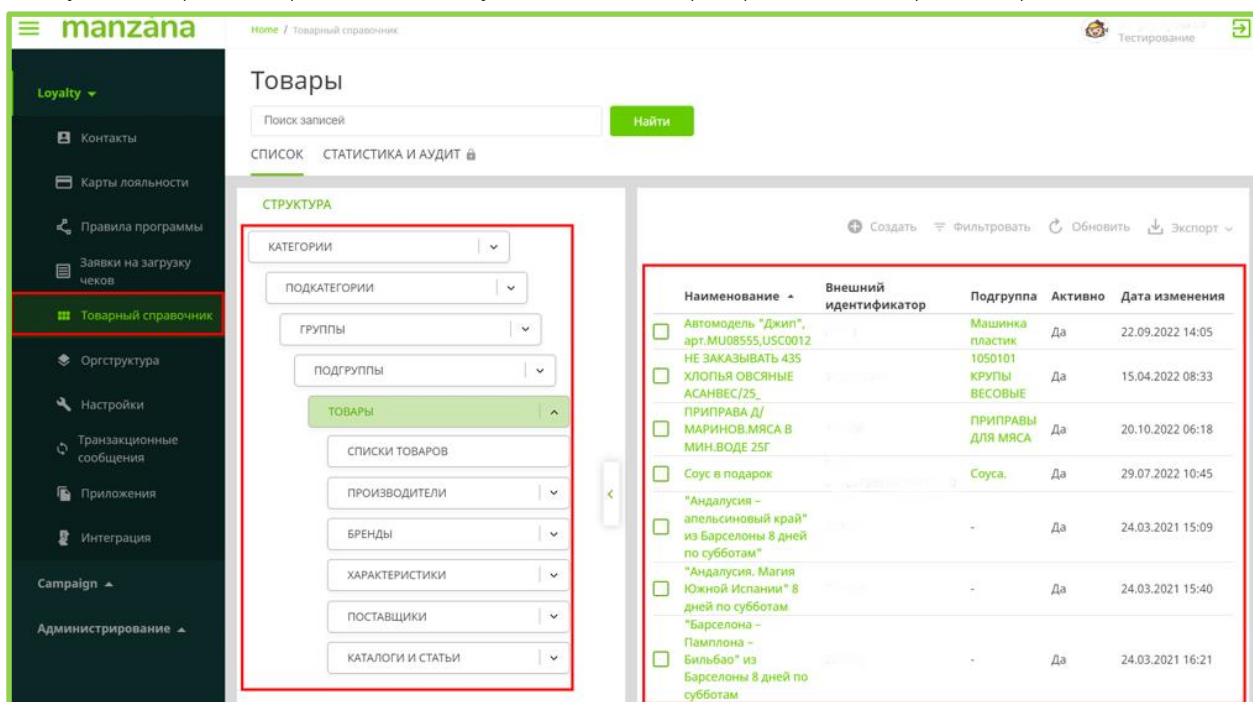 manzana
Home / Товарный справочник
Тестирование
Loyalty
Контакты
Карты лояльности
Правила программы
Заявки на загрузку
чеков
Товарный справочник
Оргструктура
Настройки
Транзакционные
сообщения
Приложения
Интеграция
Campaign
Администрирование
Товары
Поиск записей
Найти
СПИСОК СТАТИСТИКА И АУДИТ
СТРУКТУРА
КАТЕГОРИИ
ПОДКАТЕГОРИИ
ГРУППЫ
ПОДГРУППЫ
ТОВАРЫ
СПИСКИ ТОВАРОВ
ПРОИЗВОДИТЕЛИ
БРЕНДЫ
ХАРАКТЕРИСТИКИ
ПОСТАВЩИКИ
КАТАЛОГИ И СТАТЬИ
Создать Фильтровать Обновить Экспорт
Наименование Внешний идентификатор Подгруппа Активно Дата изменения
Автомодель "Джип", Машинка
арт.MU08555,USC0012 пластик Да 22.09.2022 14:05
НЕ ЗАКАЗЫВАТЬ 435 1050101
ХЛОПЬЯ ОВСЯНЫЕ КРУПЫ Да 15.04.2022 08:33
АСАНВЕС/25_ ВЕСОВЫЕ
ПРИПРАВА Д/
МАРИНОВ.МЯСА В ПРИПРАВЫ Да 20.10.2022 06:18
МИН.ВОДЕ 25Г ДЛЯ МЯСА
Соус в подарок Соуса. Да 29.07.2022 10:45
"Андалусия –
апельсиновый край" - Да 24.03.2021 15:09
из Барселоны 8 дней
по субботам"
"Андалусия. Магия
Южной Испании" 8 - Да 24.03.2021 15:40
дней по субботам
"Барселона –
Памплона –
Бильбао" из - Да 24.03.2021 16:21
Барселоны 8 дней по
субботам